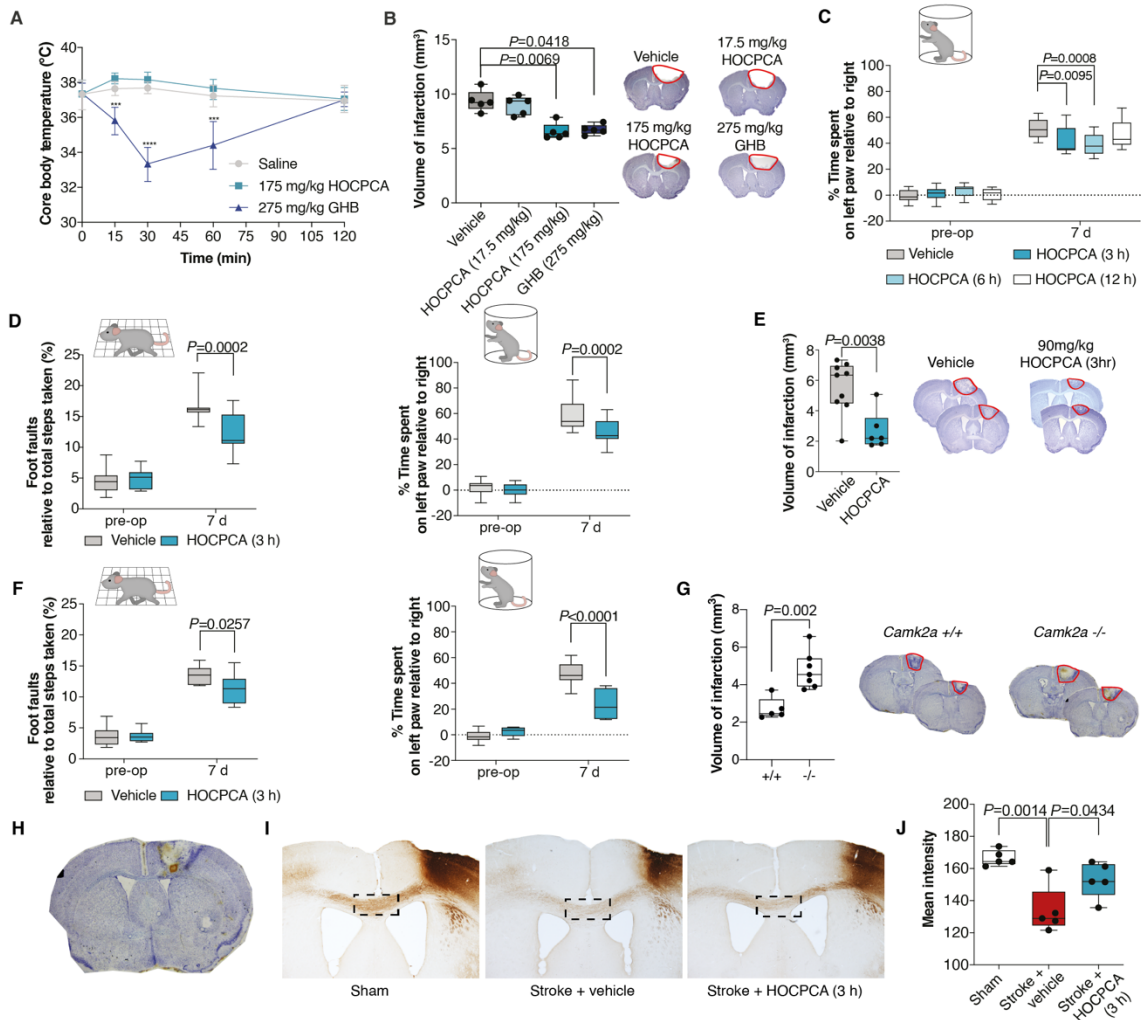 A
Core body temperature (°C)
40
38
36
34
32
30
***
****
***
Saline
175 mg/kg HOCPCA
275 mg/kg GHB
0
15
30
45
60
75
90
105
120
Time (min)
B
Volume of infarction (mm³)
15
10
5
0
P=0.0418
P=0.0069
Vehicle
HOCPCA (17.5 mg/kg)
HOCPCA (175 mg/kg)
GHB (275 mg/kg)
Vehicle
17.5 mg/kg
HOCPCA
175 mg/kg
HOCPCA
275 mg/kg
GHB
C
% Time spent
on left paw relative to right
100
80
60
40
20
0
-20
P=0.0008
P=0.0095
pre-op
7 d
Vehicle
HOCPCA (3 h)
HOCPCA (6 h)
HOCPCA (12 h)
D
Foot faults
relative to total steps taken (%)
25
20
15
10
5
0
P=0.0002
pre-op
7 d
Vehicle
HOCPCA (3 h)
% Time spent
on left paw relative to right
100
80
60
40
20
0
-20
P=0.0002
pre-op
7 d
E
Volume of infarction (mm³)
8
6
4
2
0
P=0.0038
Vehicle
HOCPCA
Vehicle
90mg/kg
HOCPCA (3hr)
F
Foot faults
relative to total steps taken (%)
25
20
15
10
5
0
P=0.0257
pre-op
7 d
Vehicle
HOCPCA (3 h)
% Time spent
on left paw relative to right
100
80
60
40
20
0
-20
P<0.0001
pre-op
7 d
G
Volume of infarction (mm³)
8
6
4
2
0
P=0.002
+/+
-/-
Camk2a +/+
Camk2a -/-
H
I
Sham
Stroke + vehicle
Stroke + HOCPCA (3 h)
J
Mean intensity
200
180
160
140
120
100
P=0.0014
P=0.0434
Sham
Stroke +
vehicle
Stroke +
HOCPCA
(3 h)